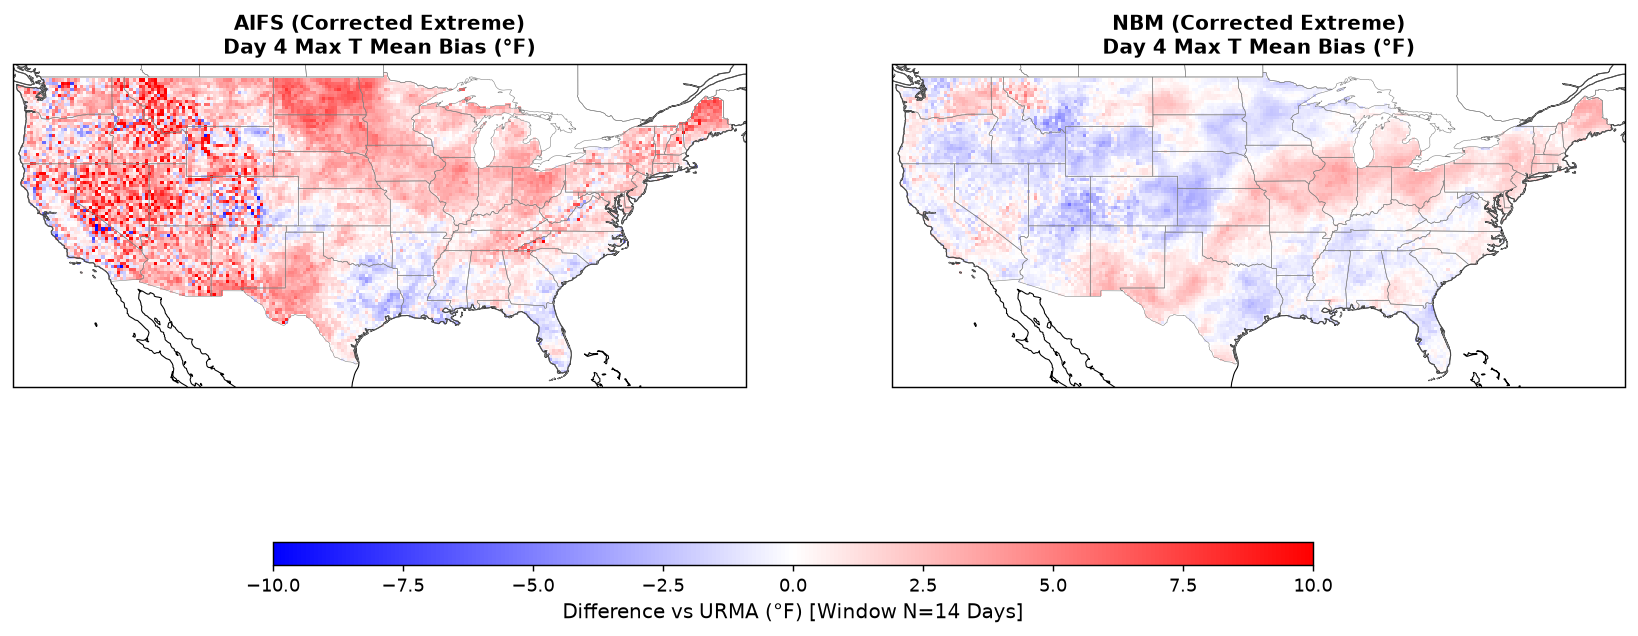 AIFS (Corrected Extreme)
Day 4 Max T Mean Bias (°F)
NBM (Corrected Extreme)
Day 4 Max T Mean Bias (°F)
−10.0 −7.5 −5.0 −2.5 0.0 2.5 5.0 7.5 10.0
Difference vs URMA (°F) [Window N=14 Days]